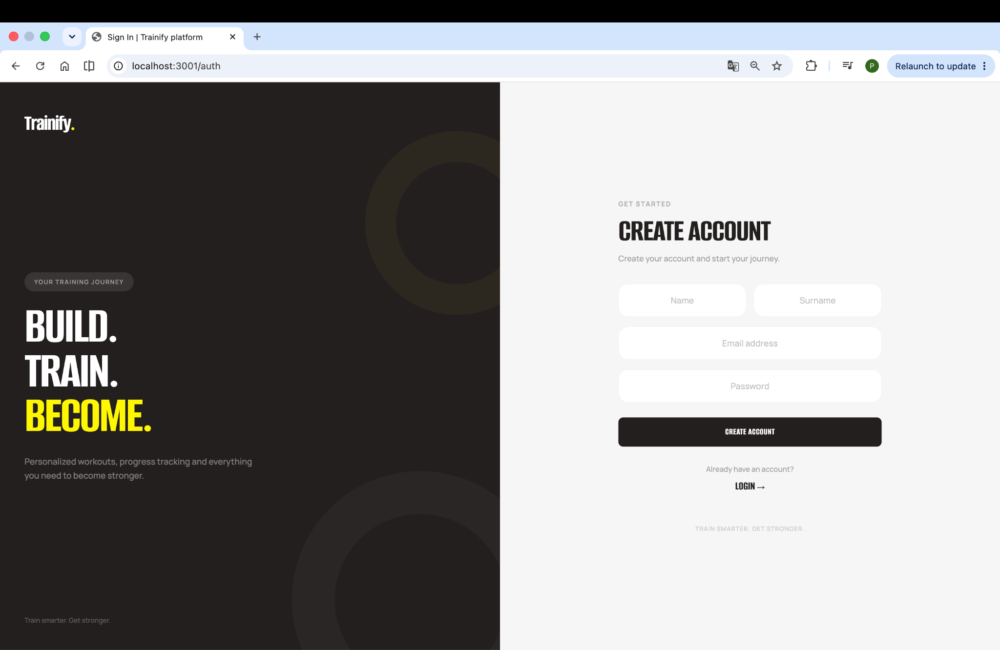 Sign In | Trainify platform
localhost:3001/auth
P
Relaunch to update
Trainify.
YOUR TRAINING JOURNEY
BUILD.
TRAIN.
BECOME.
Personalized workouts, progress tracking and everything
you need to become stronger.
Train smarter. Get stronger.
GET STARTED
CREATE ACCOUNT
Create your account and start your journey.
Name
Surname
Email address
Password
CREATE ACCOUNT
Already have an account?
LOGIN →
TRAIN SMARTER. GET STRONGER.